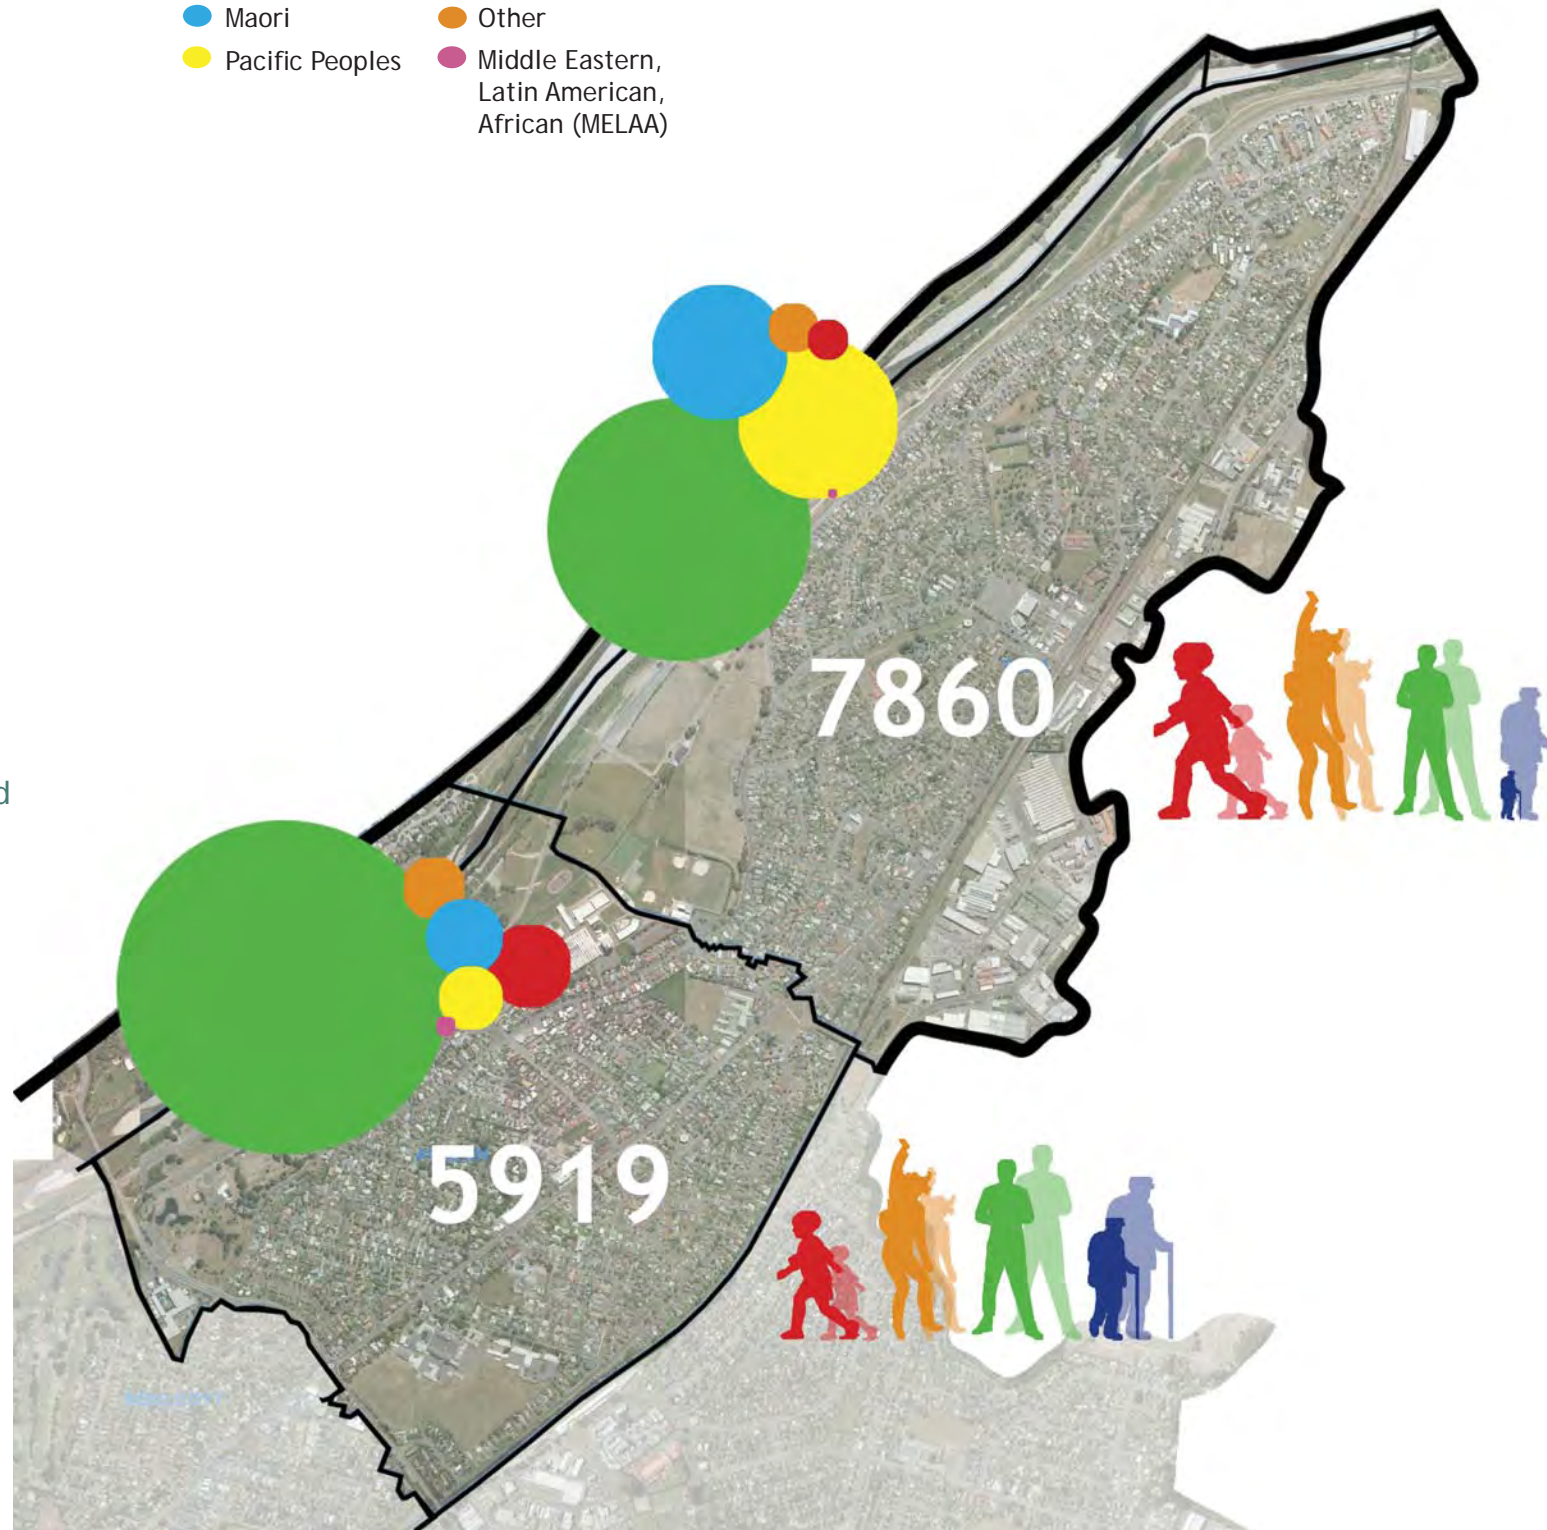 Maori
Other
Pacific Peoples
Middle Eastern,
Latin American,
African (MELAA)
7860
d
5919